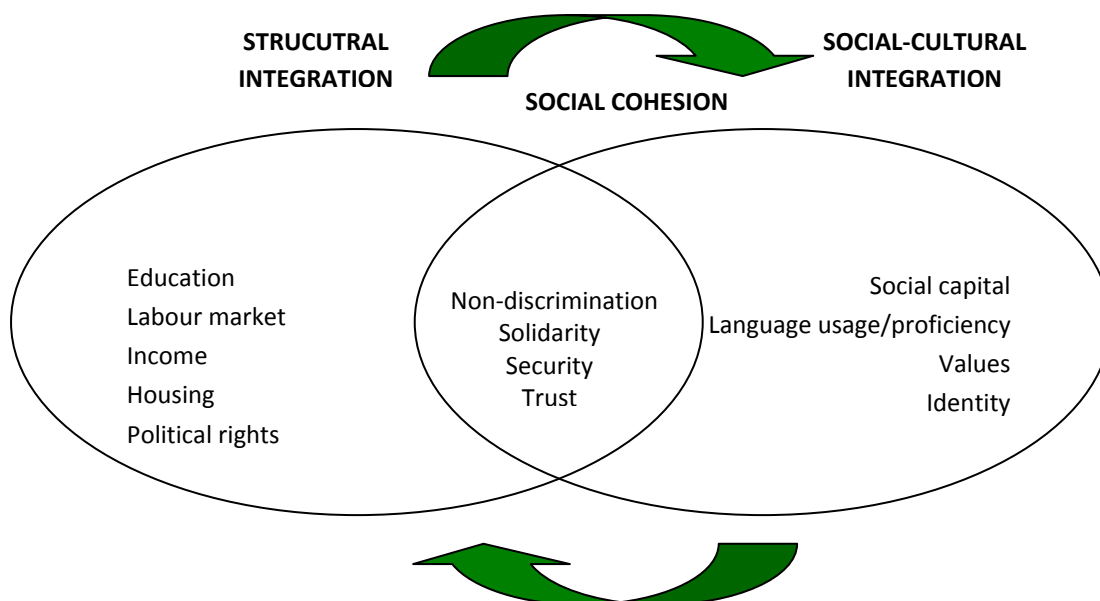 STRUCUTRAL
INTEGRATION
SOCIAL COHESION
SOCIAL-CULTURAL
INTEGRATION
Education
Labour market
Income
Housing
Political rights
Non-discrimination
Solidarity
Security
Trust
Social capital
Language usage/proficiency
Values
Identity